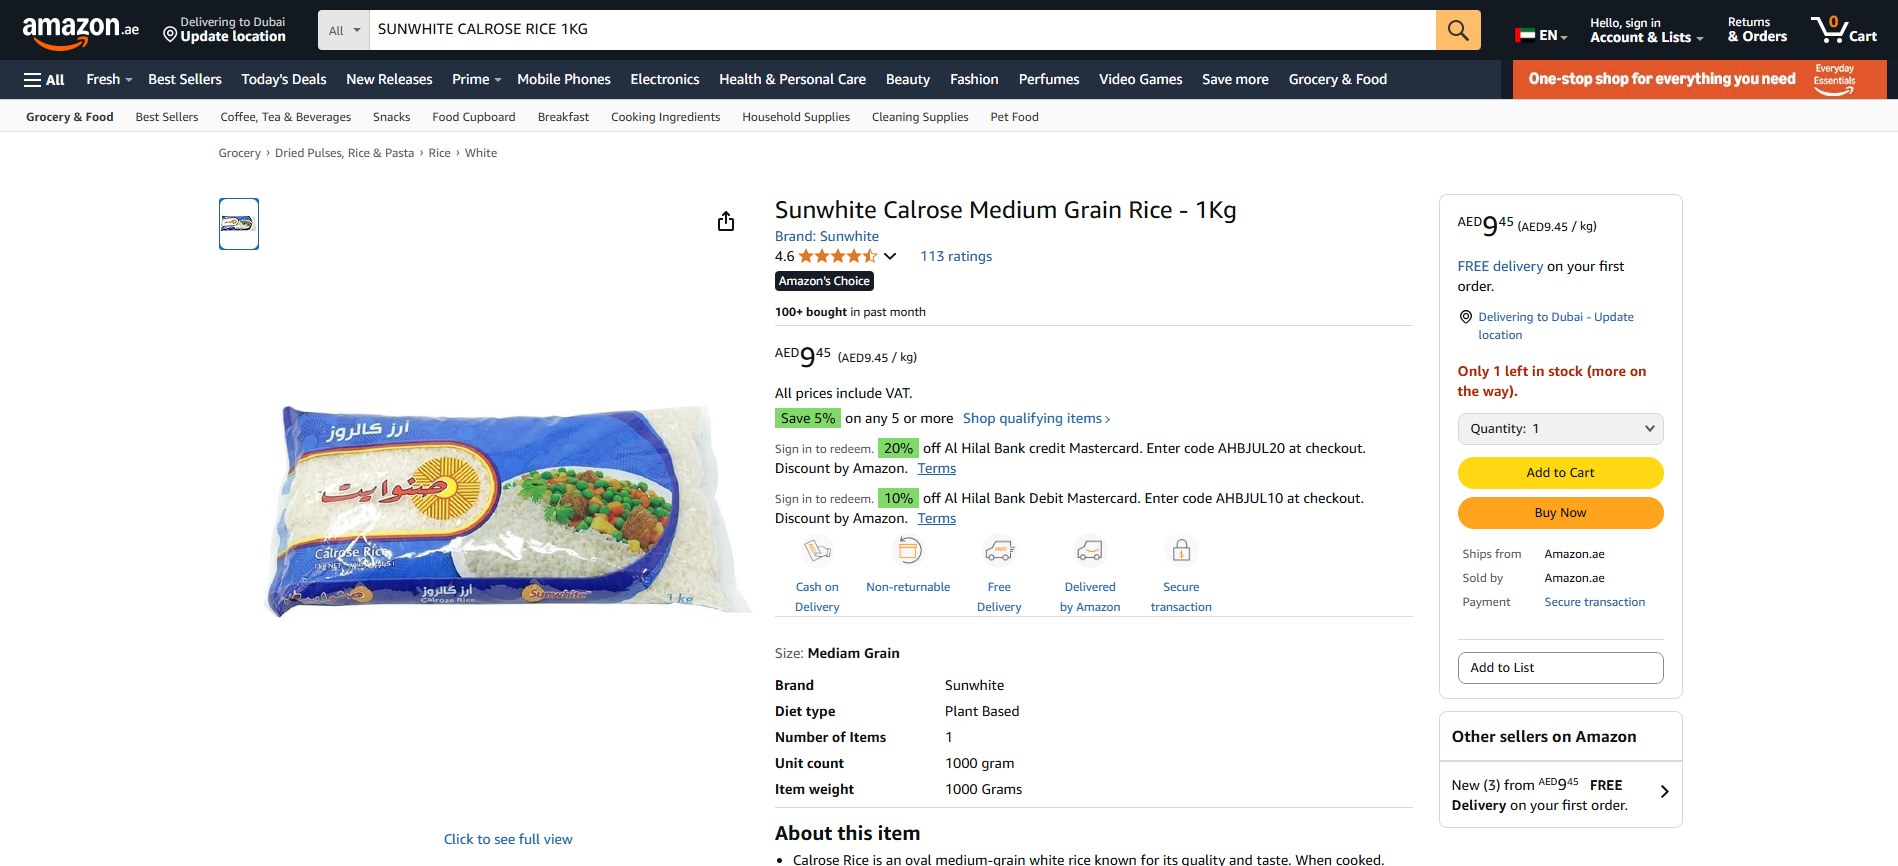 amazon.ae
Delivering to Dubai
Update location
All
SUNWHITE CALROSE RICE 1KG
EN
Hello, sign in
Account & Lists
Returns
& Orders
0
Cart
All
Fresh
Best Sellers
Today's Deals
New Releases
Prime
Mobile Phones
Electronics
Health & Personal Care
Beauty
Fashion
Perfumes
Video Games
Save more
Grocery & Food
One-stop shop for everything you need
Everyday
Essentials
Grocery & Food
Best Sellers
Coffee, Tea & Beverages
Snacks
Food Cupboard
Breakfast
Cooking Ingredients
Household Supplies
Cleaning Supplies
Pet Food
Grocery › Dried Pulses, Rice & Pasta › Rice › White
أرز كالروز
صنوايت
Calrose Rice
1 kg NET
أرز كالروز
Calrose Rice
Sunwhite
1 kg
Click to see full view
Sunwhite Calrose Medium Grain Rice - 1Kg
Brand: Sunwhite
4.6
113 ratings
Amazon's Choice
100+ bought in past month
AED945 (AED9.45 / kg)
All prices include VAT.
Save 5% on any 5 or more Shop qualifying items ›
Sign in to redeem. 20% off Al Hilal Bank credit Mastercard. Enter code AHBJUL20 at checkout.
Discount by Amazon. Terms
Sign in to redeem. 10% off Al Hilal Bank Debit Mastercard. Enter code AHBJUL10 at checkout.
Discount by Amazon. Terms
Cash on
Delivery
Non-returnable
Free
Delivery
Delivered
by Amazon
Secure
transaction
Size: Mediam Grain
Brand Sunwhite
Diet type Plant Based
Number of Items 1
Unit count 1000 gram
Item weight 1000 Grams
About this item
• Calrose Rice is an oval medium-grain white rice known for its quality and taste. When cooked,
AED945 (AED9.45 / kg)
FREE delivery on your first
order.
Delivering to Dubai - Update
location
Only 1 left in stock (more on
the way).
Quantity: 1
Add to Cart
Buy Now
Ships from Amazon.ae
Sold by Amazon.ae
Payment Secure transaction
Add to List
Other sellers on Amazon
New (3) from AED945 FREE
Delivery on your first order.